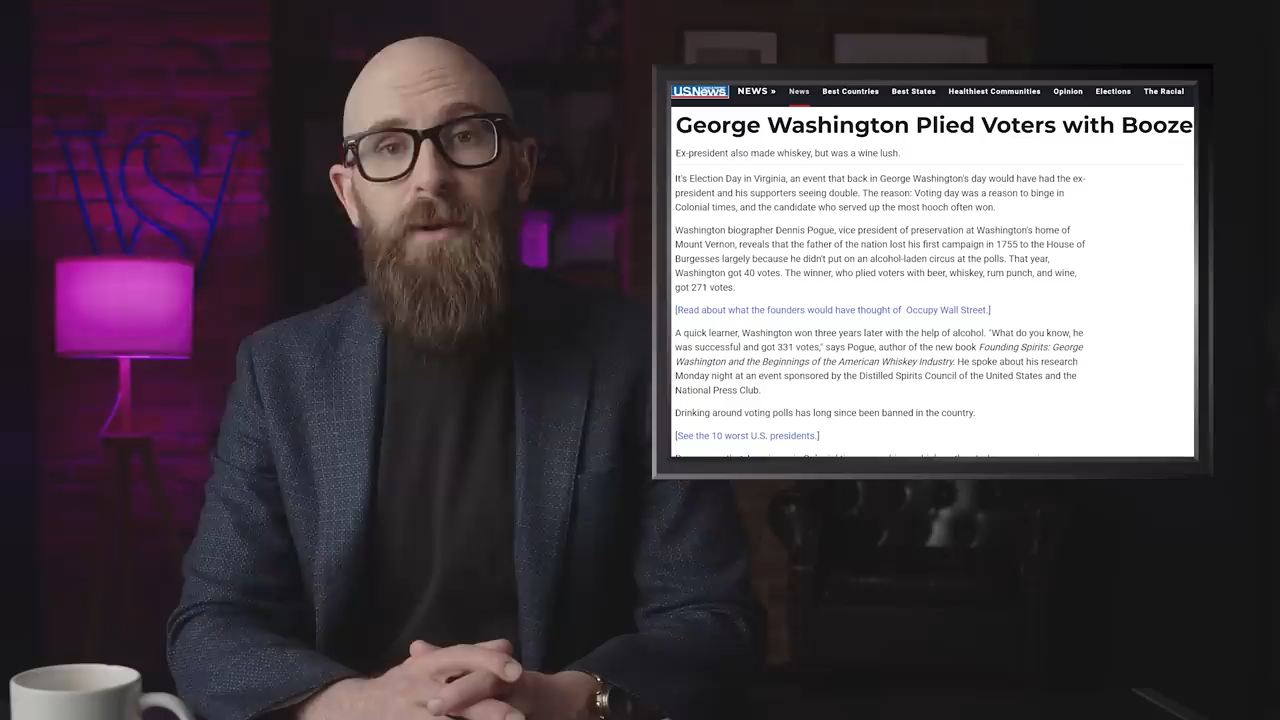 SW
U.S.News NEWS » News Best Countries Best States Healthiest Communities Opinion Elections The Racial
George Washington Plied Voters with Booze
Ex-president also made whiskey, but was a wine lush.
It's Election Day in Virginia, an event that back in George Washington's day would have had the ex-
president and his supporters seeing double. The reason: Voting day was a reason to binge in
Colonial times, and the candidate who served up the most hooch often won.
Washington biographer Dennis Pogue, vice president of preservation at Washington's home of
Mount Vernon, reveals that the father of the nation lost his first campaign in 1755 to the House of
Burgesses largely because he didn't put on an alcohol-laden circus at the polls. That year,
Washington got 40 votes. The winner, who plied voters with beer, whiskey, rum punch, and wine,
got 271 votes.
[Read about what the founders would have thought of Occupy Wall Street.]
A quick learner, Washington won three years later with the help of alcohol. "What do you know, he
was successful and got 331 votes," says Pogue, author of the new book Founding Spirits: George
Washington and the Beginnings of the American Whiskey Industry. He spoke about his research
Monday night at an event sponsored by the Distilled Spirits Council of the United States and the
National Press Club.
Drinking around voting polls has long since been banned in the country.
[See the 10 worst U.S. presidents.]